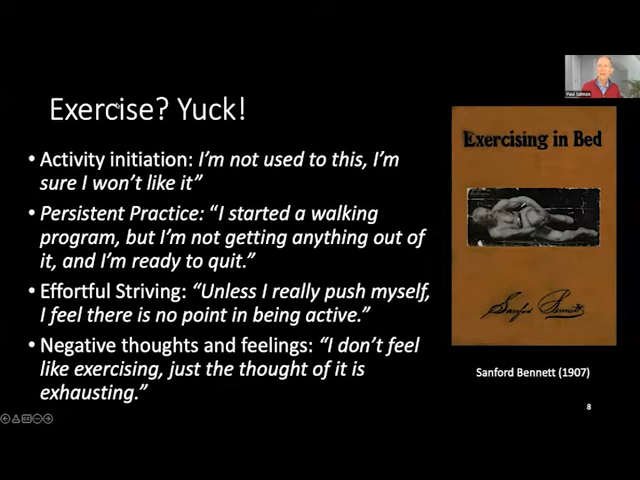 Paul Salmon
Exercise? Yuck!
• Activity initiation: I'm not used to this, I'm
sure I won't like it”
• Persistent Practice: “I started a walking
program, but I'm not getting anything out of
it, and I'm ready to quit.”
• Effortful Striving: “Unless I really push myself,
I feel there is no point in being active.”
• Negative thoughts and feelings: “I don't feel
like exercising, just the thought of it is
exhausting.”
Exercising in Bed
Sanford Bennett
Sanford Bennett (1907)
8